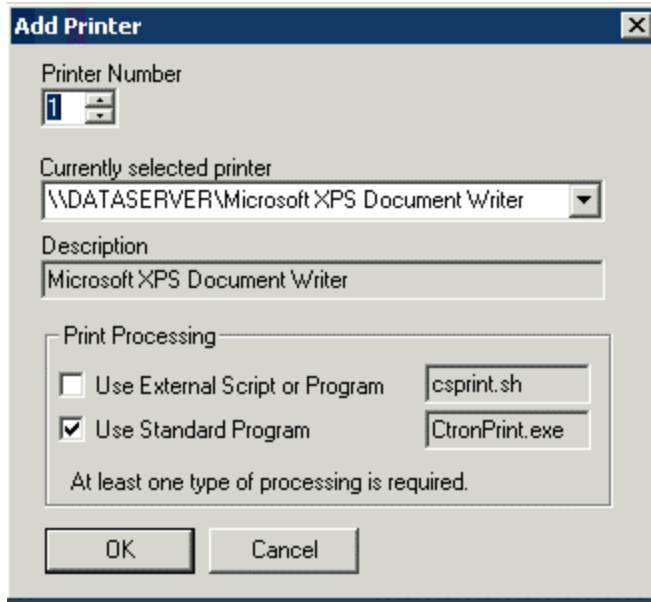 Add Printer
Printer Number
1
Currently selected printer
\\DATASERVER\Microsoft XPS Document Writer
Description
Microsoft XPS Document Writer
Print Processing
Use External Script or Program csprint.sh
Use Standard Program CtronPrint.exe
At least one type of processing is required.
OK Cancel